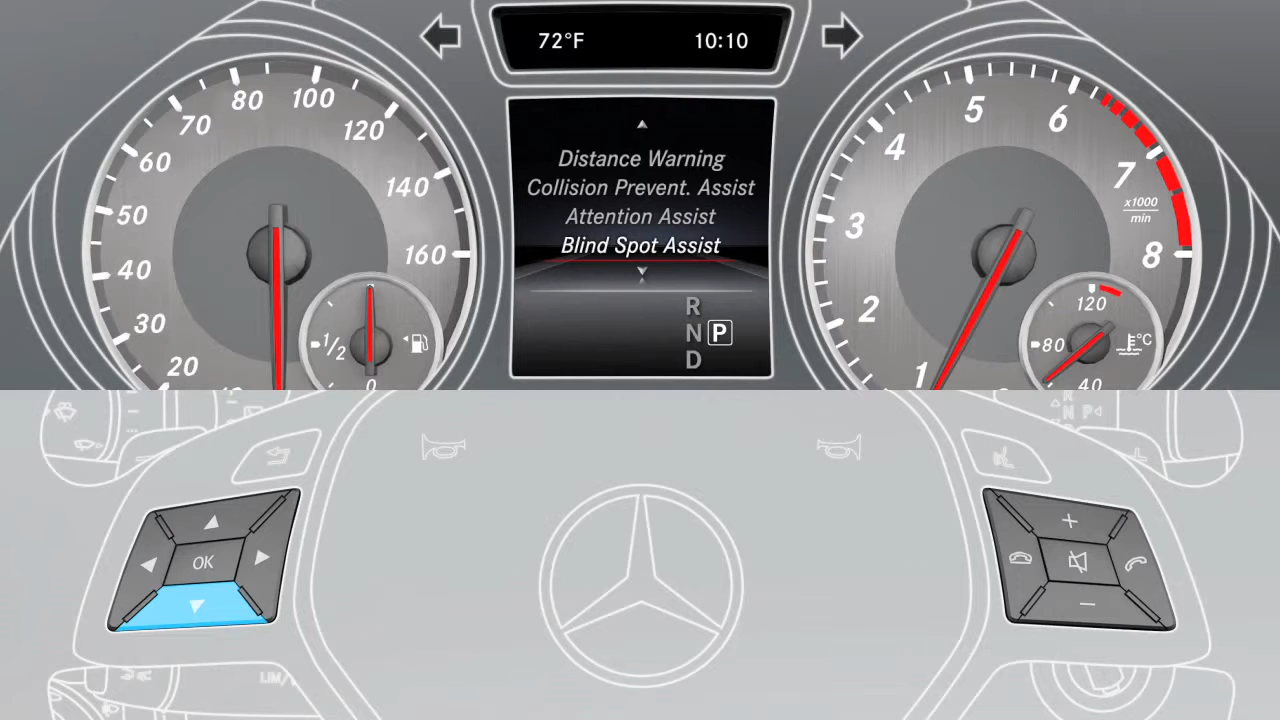 72°F 10:10
80 100
70 120
60 140
50 160
40
30
20
1/2
0
Distance Warning
Collision Prevent. Assist
Attention Assist
Blind Spot Assist
R
N P
D
5 6
4 7
3 8
2
1
x1000
min
120
80 °C
40
R
N P
OK
+
−
LIM/